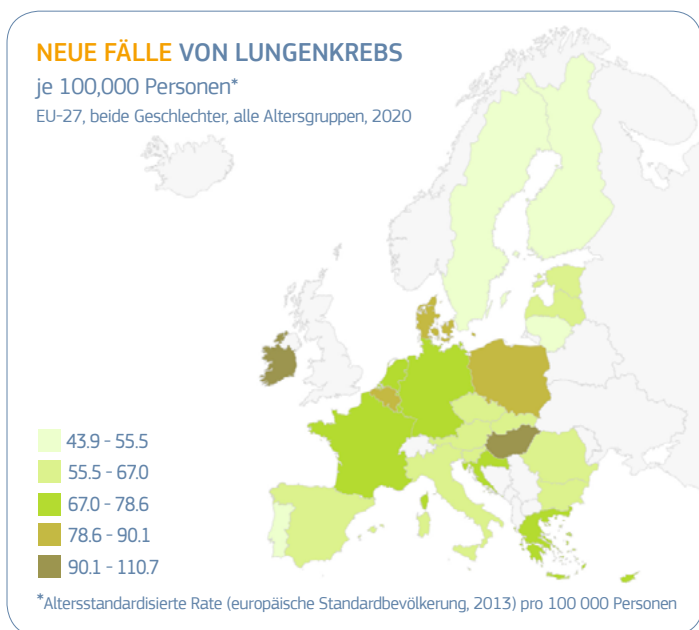 NEUE FÄLLE VON LUNGENKREBS
je 100,000 Personen*
EU-27, beide Geschlechter, alle Altersgruppen, 2020
43.9 - 55.5
55.5 - 67.0
67.0 - 78.6
78.6 - 90.1
90.1 - 110.7
*Altersstandardisierte Rate (europäische Standardbevölkerung, 2013) pro 100 000 Personen